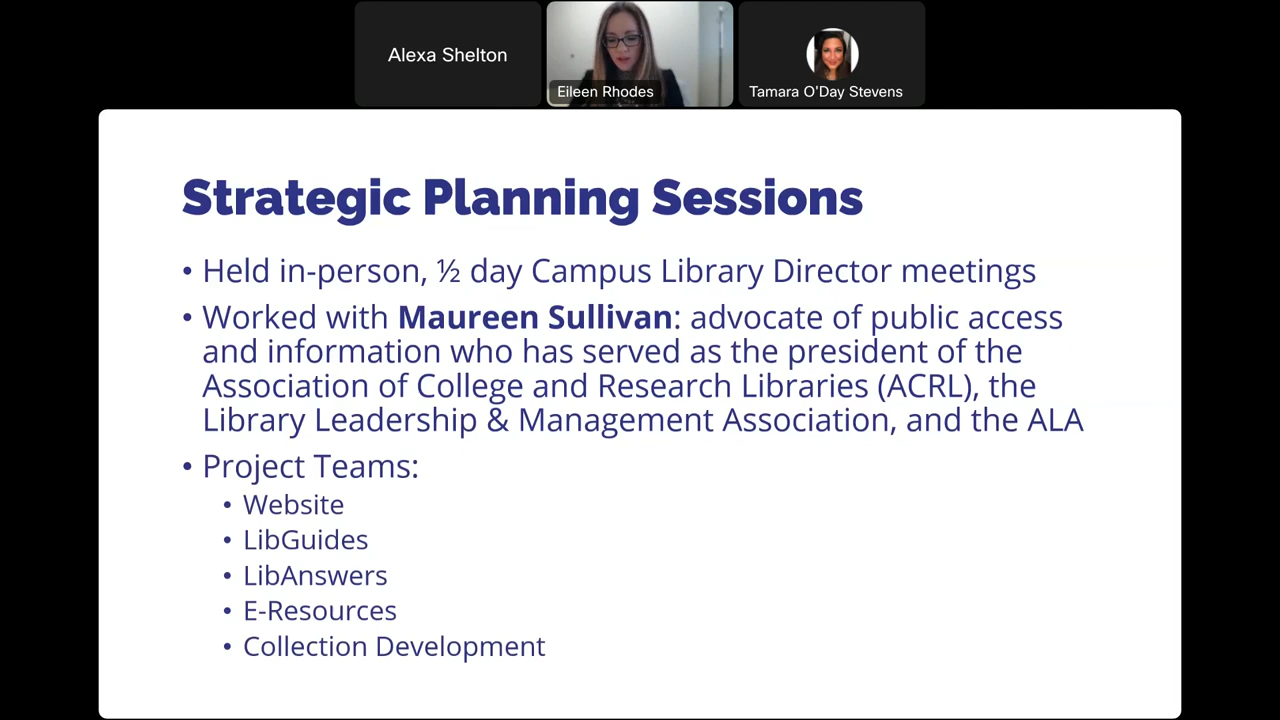 Alexa Shelton
Eileen Rhodes
Tamara O'Day Stevens
Strategic Planning Sessions
• Held in-person, ½ day Campus Library Director meetings
• Worked with Maureen Sullivan: advocate of public access
and information who has served as the president of the
Association of College and Research Libraries (ACRL), the
Library Leadership & Management Association, and the ALA
• Project Teams:
• Website
• LibGuides
• LibAnswers
• E-Resources
• Collection Development